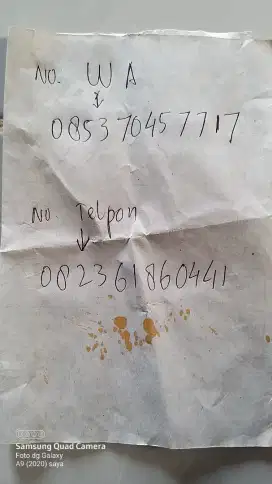 No. WA
085370457717
No. Telpon
082361860441
Samsung Quad Camera
Foto dg Galaxy
A9 (2020) saya